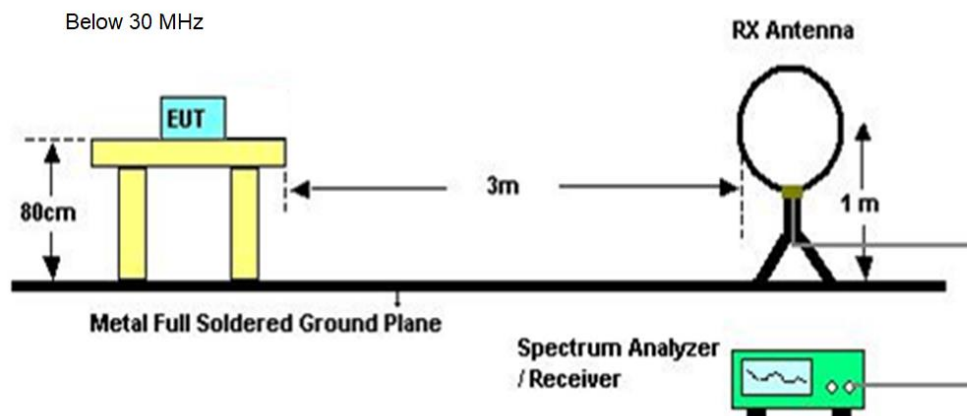 Below 30 MHz
RX Antenna
EUT
80cm
3m
1 m
Metal Full Soldered Ground Plane
Spectrum Analyzer
/ Receiver